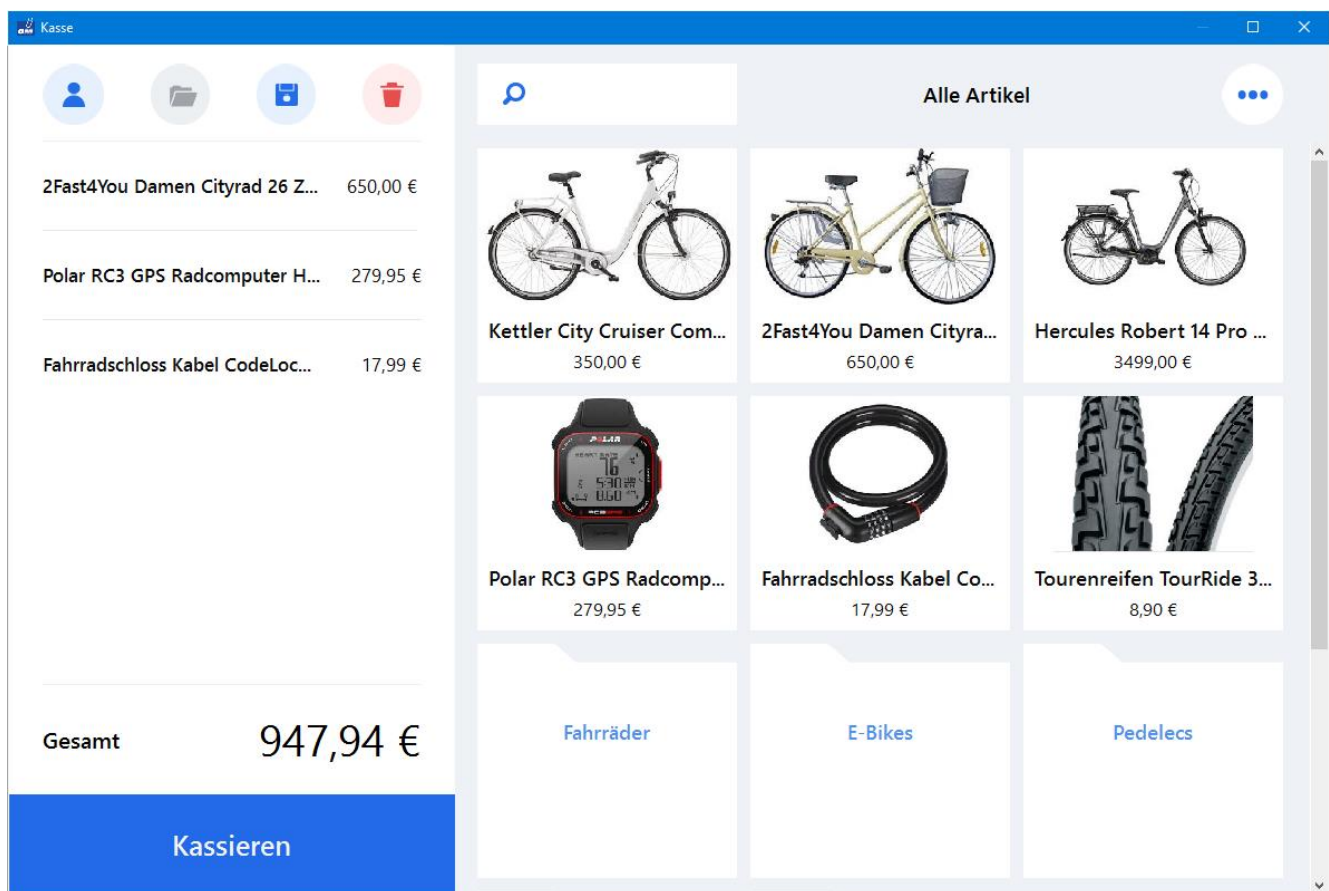 Kasse
2Fast4You Damen Cityrad 26 Z... 650,00 €
Polar RC3 GPS Radcomputer H... 279,95 €
Fahrradschloss Kabel CodeLoc... 17,99 €
Gesamt 947,94 €
Kassieren
Alle Artikel
Kettler City Cruiser Com... 2Fast4You Damen Cityra... Hercules Robert 14 Pro ...
350,00 € 650,00 € 3499,00 €
POLAR
76
Polar RC3 GPS Radcomp... Fahrradschloss Kabel Co... Tourenreifen TourRide 3...
279,95 € 17,99 € 8,90 €
Fahrräder E-Bikes Pedelecs